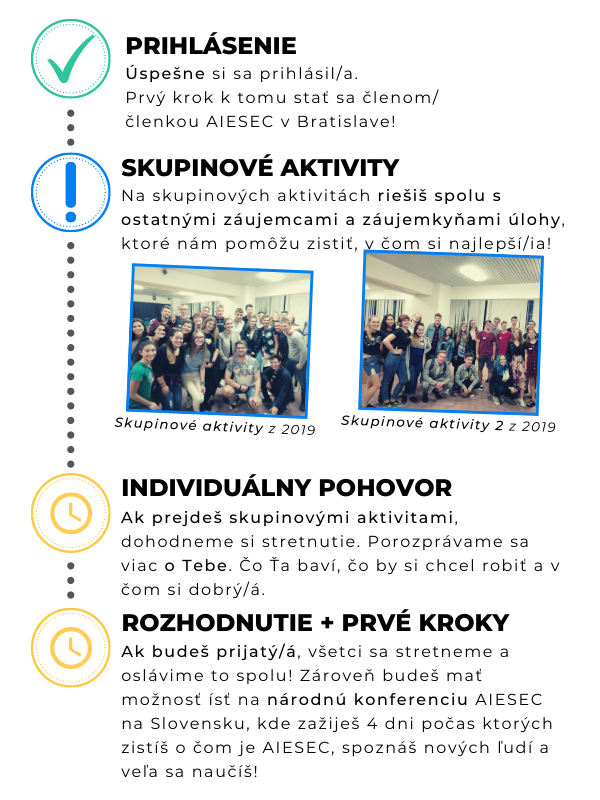 PRIHLÁSENIE
Úspešne si sa prihlásil/a.
Prvý krok k tomu stať sa členom/
členkou AIESEC v Bratislave!
SKUPINOVÉ AKTIVITY
Na skupinových aktivitách riešiš spolu s
ostatnými záujemcami a záujemkyňami úlohy,
ktoré nám pomôžu zistiť, v čom si najlepší/ia!
Skupinové aktivity z 2019
Skupinové aktivity 2 z 2019
INDIVIDUÁLNY POHOVOR
Ak prejdeš skupinovými aktivitami,
dohodneme si stretnutie. Porozprávame sa
viac o Tebe. Čo Ťa baví, čo by si chcel robiť a v
čom si dobrý/á.
ROZHODNUTIE + PRVÉ KROKY
Ak budeš prijatý/á, všetci sa stretneme a
oslávime to spolu! Zároveň budeš mať
možnosť ísť na národnú konferenciu AIESEC
na Slovensku, kde zažiješ 4 dni počas ktorých
zistíš o čom je AIESEC, spoznáš nových ľudí a
veľa sa naučíš!